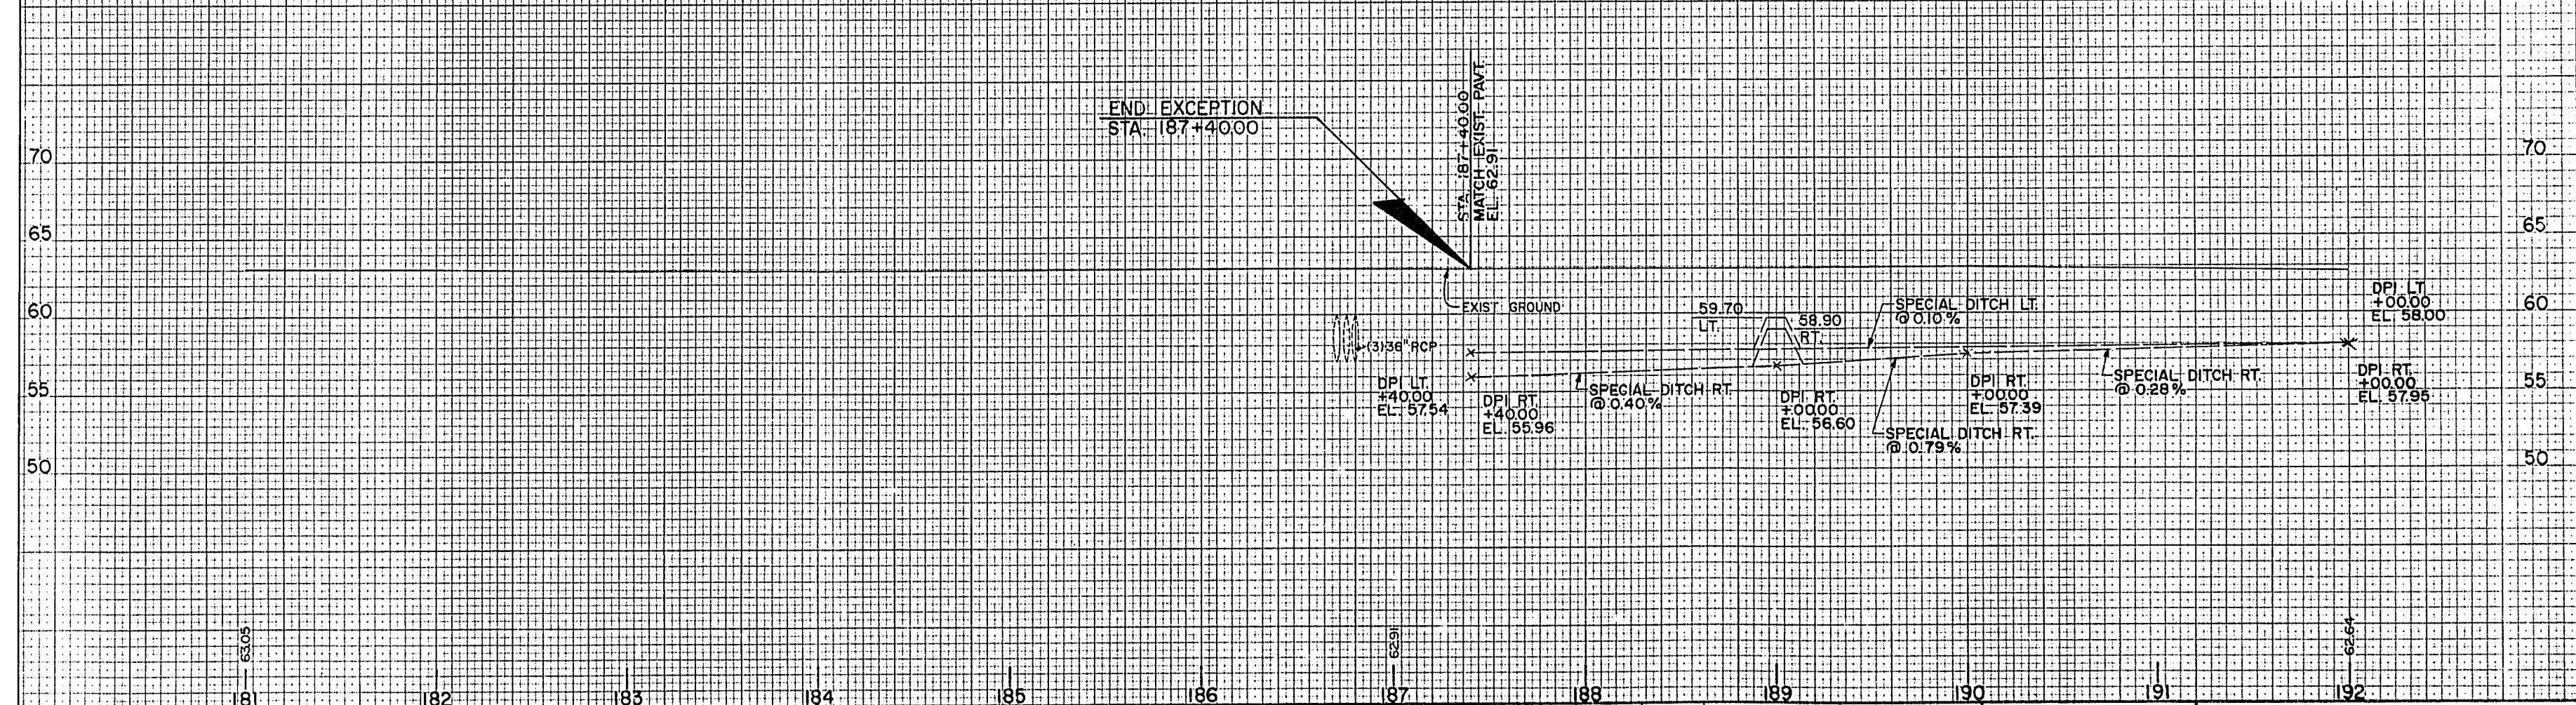 END EXCEPTION
STA. 187+40.00
STA. 187+40.00
MATCH EXIST. PAVT.
EL. 62.91
70
70
65
65
60
60
55
55
50
50
EXIST GROUND
(3)36" RCP
59.70
LT.
58.90
RT.
SPECIAL DITCH LT.
@ 0.10%
DPI LT.
+00.00
EL. 58.00
DPI LT.
+40.00
EL. 57.54
DPI RT.
+40.00
EL. 55.96
SPECIAL DITCH RT.
@ 0.40%
DPI RT.
+00.00
EL. 56.60
SPECIAL DITCH RT.
@ 0.79%
DPI RT.
+00.00
EL. 57.39
SPECIAL DITCH RT.
@ 0.28%
DPI RT.
+00.00
EL. 57.95
63.05
62.91
62.64
181
182
183
184
185
186
187
188
189
190
191
192